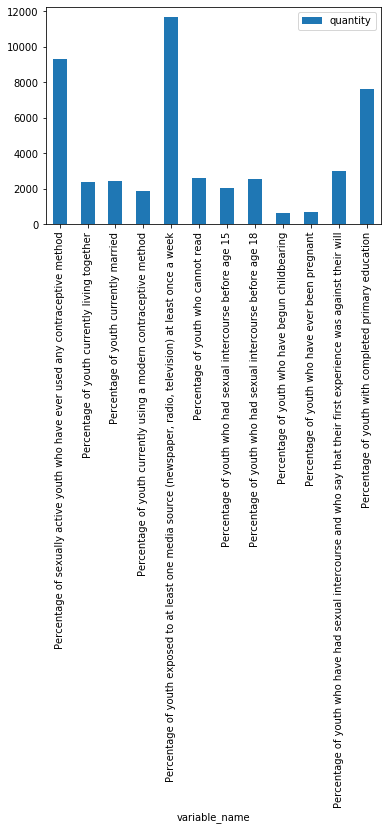 12000
10000
8000
6000
4000
2000
0
quantity
Percentage of sexually active youth who have ever used any contraceptive method
Percentage of youth currently living together
Percentage of youth currently married
Percentage of youth currently using a modern contraceptive method
Percentage of youth exposed to at least one media source (newspaper, radio, television) at least once a week
Percentage of youth who cannot read
Percentage of youth who had sexual intercourse before age 15
Percentage of youth who had sexual intercourse before age 18
Percentage of youth who have begun childbearing
Percentage of youth who have ever been pregnant
Percentage of youth who have had sexual intercourse and who say that their first experience was against their will
Percentage of youth with completed primary education
variable_name